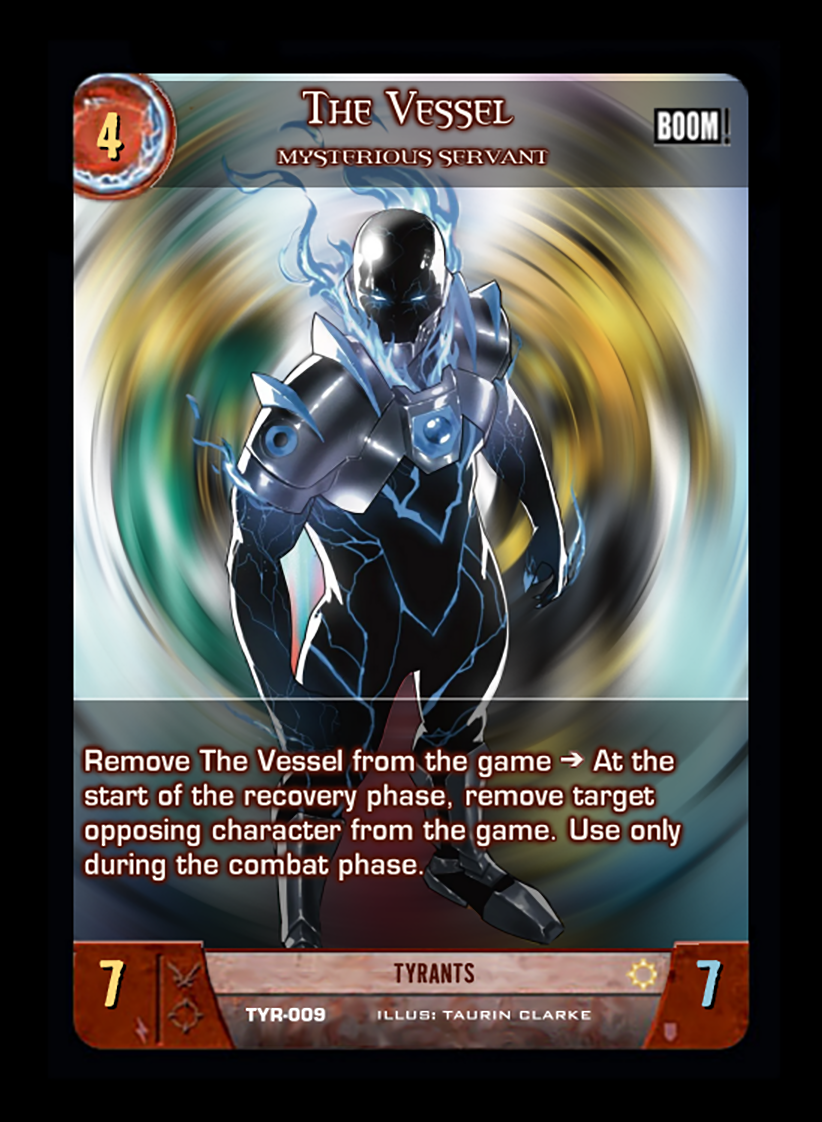 4
The Vessel
BOOM!
Mysterious Servant
Remove The Vessel from the game ➔ At the
start of the recovery phase, remove target
opposing character from the game. Use only
during the combat phase.
7
TYRANTS
7
TYR-009 ILLUS: TAURIN CLARKE